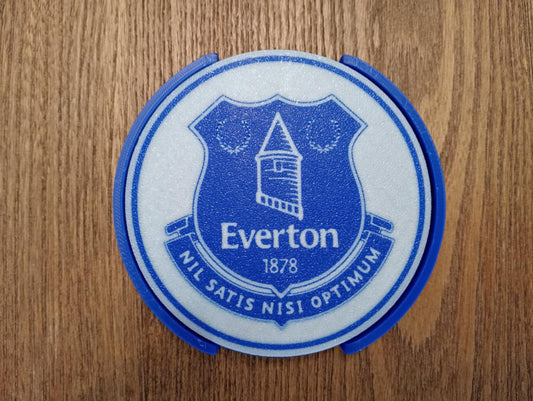 Everton
1878
NIL SATIS NISI OPTIMUM